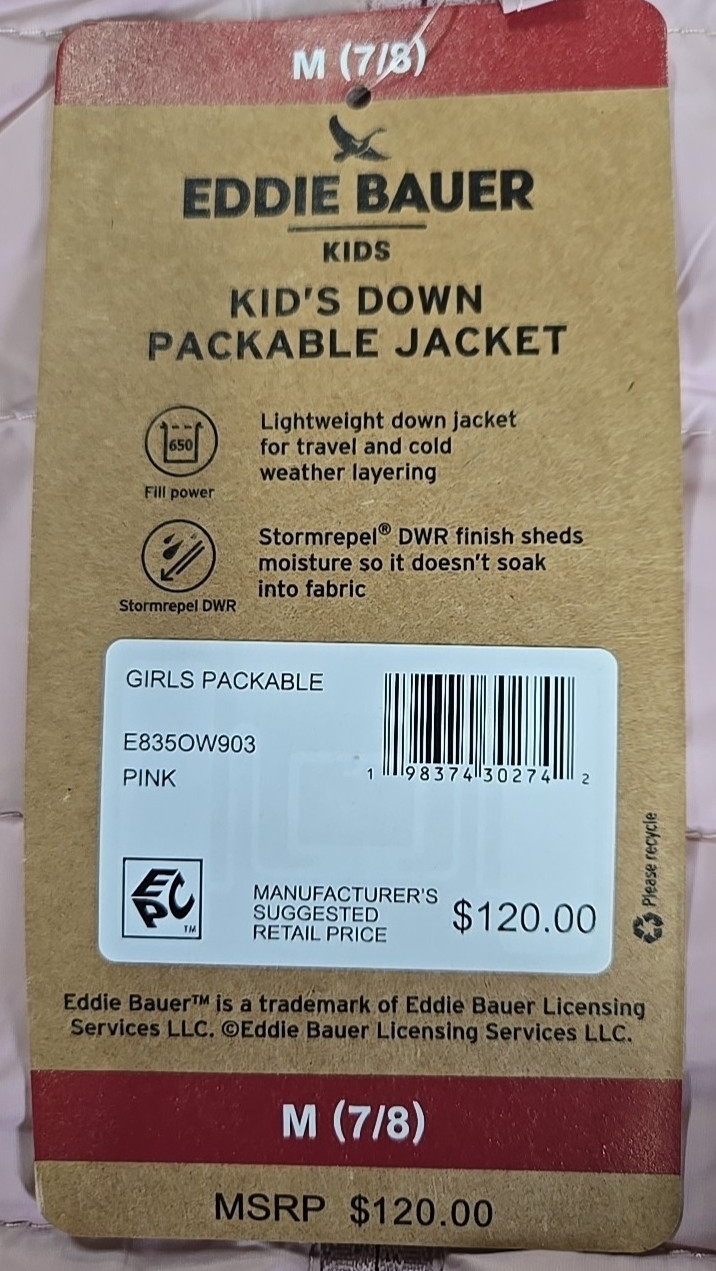 M (7/8)
EDDIE BAUER
KIDS
KID'S DOWN
PACKABLE JACKET
650
Fill power
Lightweight down jacket
for travel and cold
weather layering
Stormrepel DWR
Stormrepel® DWR finish sheds
moisture so it doesn't soak
into fabric
GIRLS PACKABLE
E835OW903
PINK
1 98374 30274 2
EPC TM
MANUFACTURER'S
SUGGESTED
RETAIL PRICE
$120.00
Please recycle
Eddie Bauer™ is a trademark of Eddie Bauer Licensing
Services LLC. ©Eddie Bauer Licensing Services LLC.
M (7/8)
MSRP $120.00